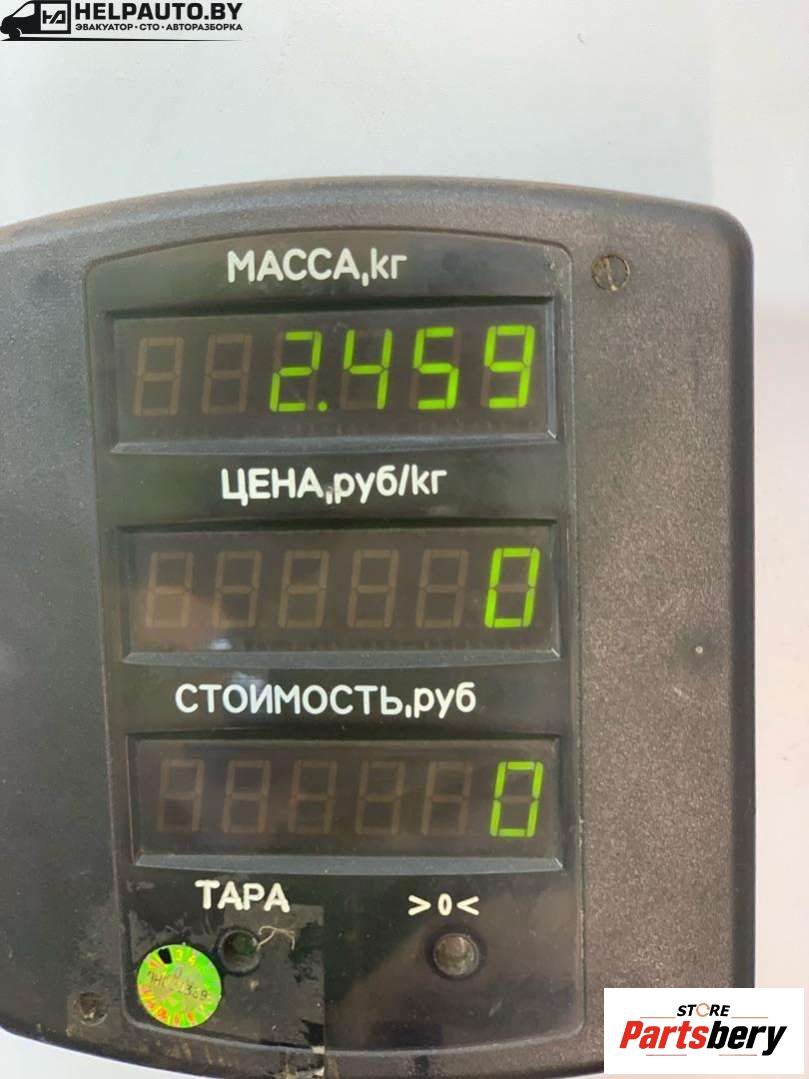 HELPAUTO.BY
ЭВАКУАТОР·СТО·АВТОРАЗБОРКА
МАССА,кг
2.459
ЦЕНА,руб/кг
0
СТОИМОСТЬ,руб
0
ТАРА >0<
STORE
Partsbery